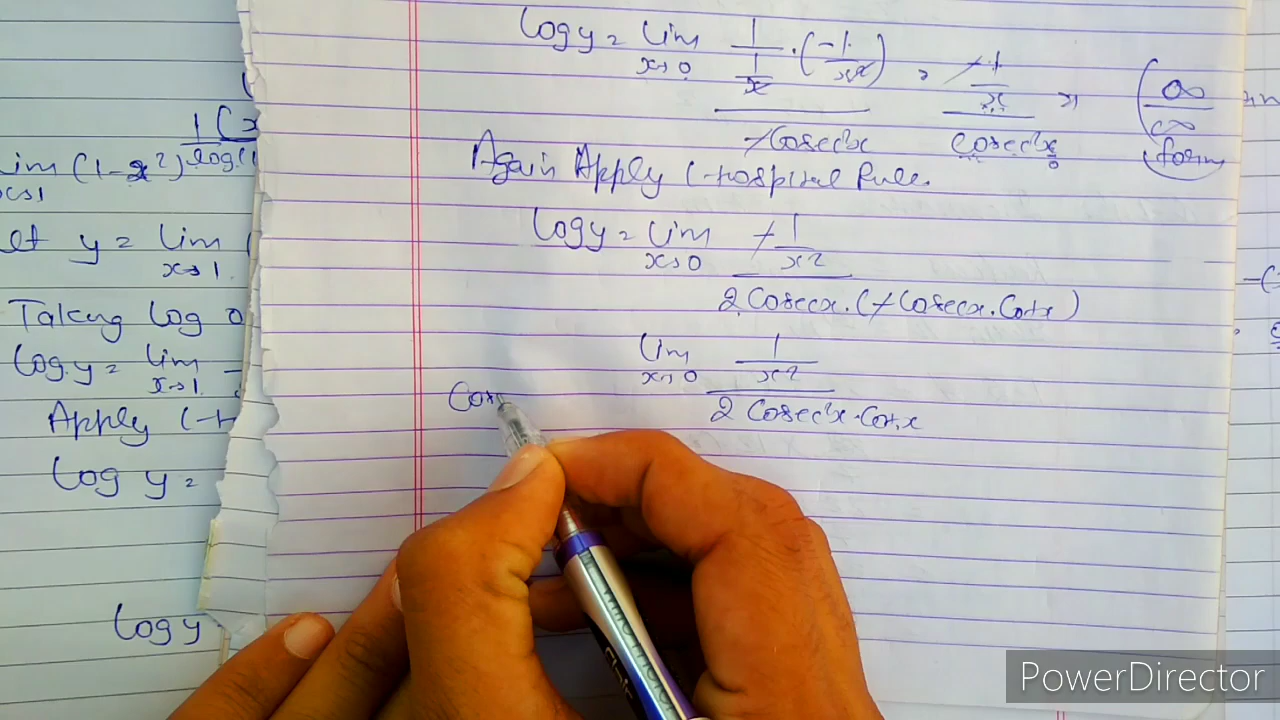 log y = lim x→0 1/(1/x) · (-1/x²) / -Cosec²x = -1/x / Cosec²x (∞/∞ form)
Again Apply L-hospital Rule.
log y = lim x→0 -1/x² / 2 Cosecx.(-Cosecx.Cotx)
lim x→0 1/x² / 2 Cosec²x.Cotx
Cos
lim x→1 (1-x²)
let y = lim x→1
Taking log
log y = lim x→1
Apply
log y =
log y
PowerDirector